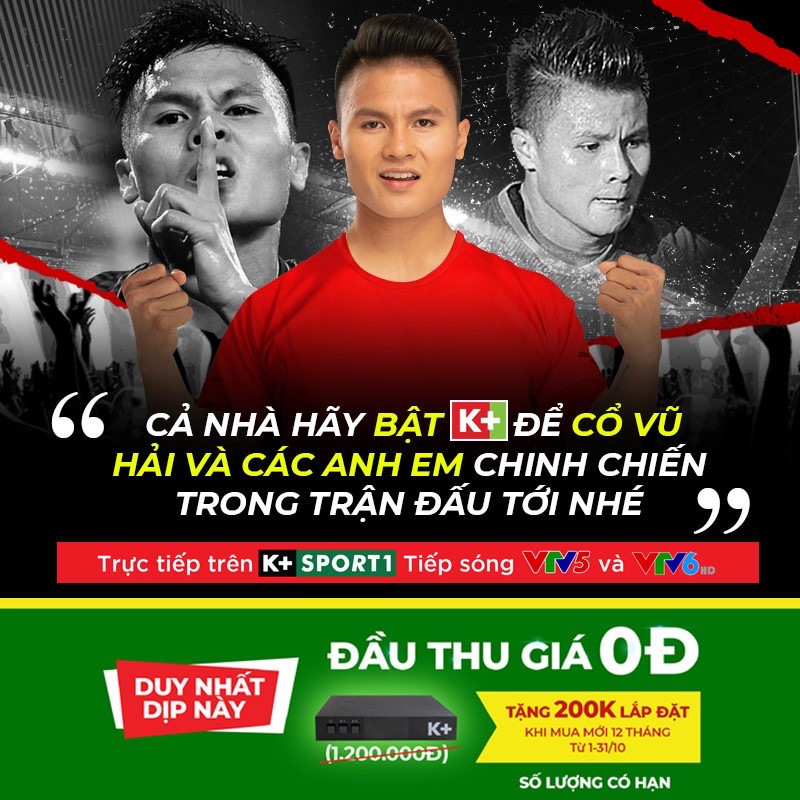 “ CẢ NHÀ HÃY BẬT K+ ĐỂ CỔ VŨ
HẢI VÀ CÁC ANH EM CHINH CHIẾN
TRONG TRẬN ĐẤU TỚI NHÉ ”
Trực tiếp trên K+ SPORT1 Tiếp sóng VTV5 và VTV6 HD
DUY NHẤT
DỊP NÀY
ĐẦU THU GIÁ 0Đ
K+
(1.200.000Đ)
TẶNG 200K LẮP ĐẶT
KHI MUA MỚI 12 THÁNG
TỪ 1-31/10
SỐ LƯỢNG CÓ HẠN